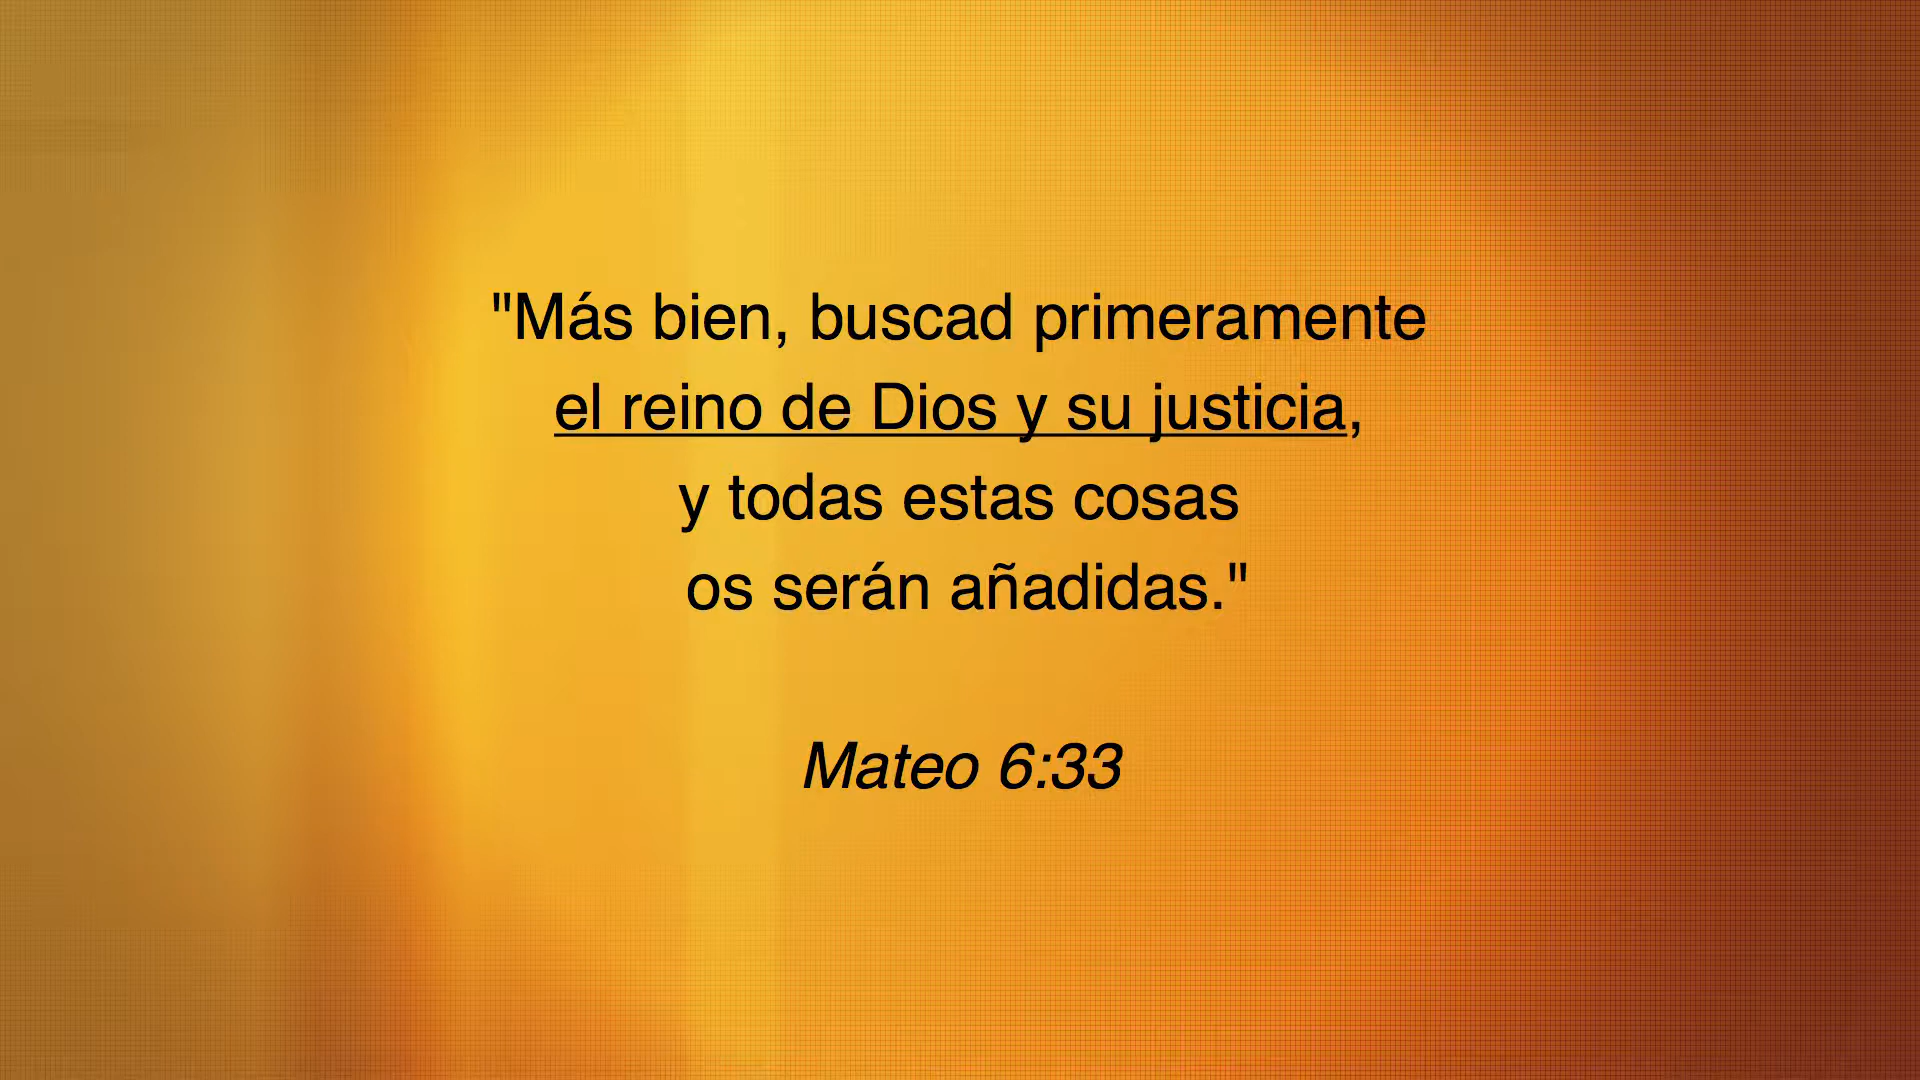 "Más bien, buscad primeramente
el reino de Dios y su justicia,
y todas estas cosas
os serán añadidas."
Mateo 6:33